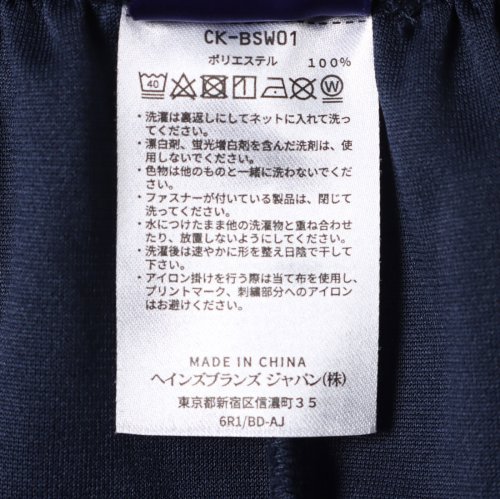 CK-BSW01
ポリエステル 100%
40 W
・洗濯は裏返しにしてネットに入れて洗っ
てください。
・漂白剤、蛍光増白剤を含んだ洗剤は、使
用しないでください。
・色物は他のものと一緒に洗わないでくだ
さい。
・ファスナーが付いている製品は、閉じて
洗ってください。
・水につけたまま他の洗濯物と重ね合わせ
たり、放置しないようにしてください。
・洗濯後は速やかに形を整え日陰で干して
下さい。
・アイロン掛けを行う際は当て布を使用し、
プリントマーク、刺繍部分へのアイロン
はお避けください。
MADE IN CHINA
ヘインズブランズ ジャパン(株)
東京都新宿区信濃町35
6R1/BD-AJ